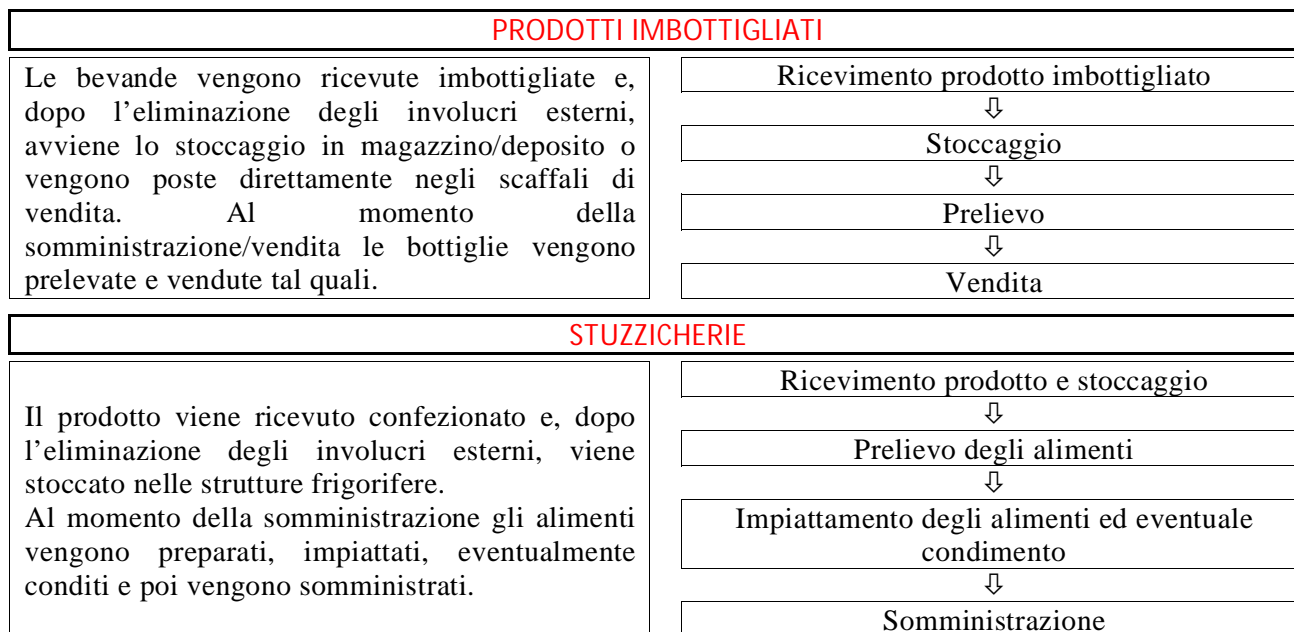 PRODOTTI IMBOTTIGLIATI
Le bevande vengono ricevute imbottigliate e,
dopo l'eliminazione degli involucri esterni,
avviene lo stoccaggio in magazzino/deposito o
vengono poste direttamente negli scaffali di
vendita. Al momento della
somministrazione/vendita le bottiglie vengono
prelevate e vendute tal quali.
Ricevimento prodotto imbottigliato
⇩
Stoccaggio
⇩
Prelievo
⇩
Vendita
STUZZICHERIE
Il prodotto viene ricevuto confezionato e, dopo
l'eliminazione degli involucri esterni, viene
stoccato nelle strutture frigorifere.
Al momento della somministrazione gli alimenti
vengono preparati, impiattati, eventualmente
conditi e poi vengono somministrati.
Ricevimento prodotto e stoccaggio
⇩
Prelievo degli alimenti
⇩
Impiattamento degli alimenti ed eventuale
condimento
⇩
Somministrazione